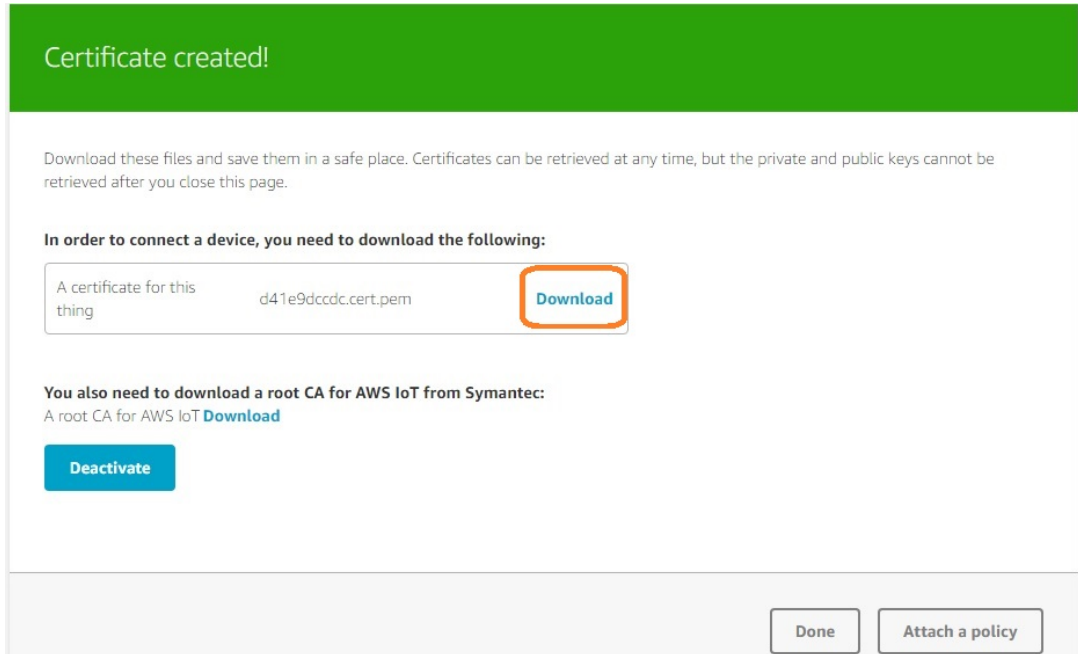 Certificate created!
Download these files and save them in a safe place. Certificates can be retrieved at any time, but the private and public keys cannot be
retrieved after you close this page.
In order to connect a device, you need to download the following:
A certificate for this
thing
d41e9dccdc.cert.pem
Download
You also need to download a root CA for AWS IoT from Symantec:
A root CA for AWS IoT Download
Deactivate
Done
Attach a policy